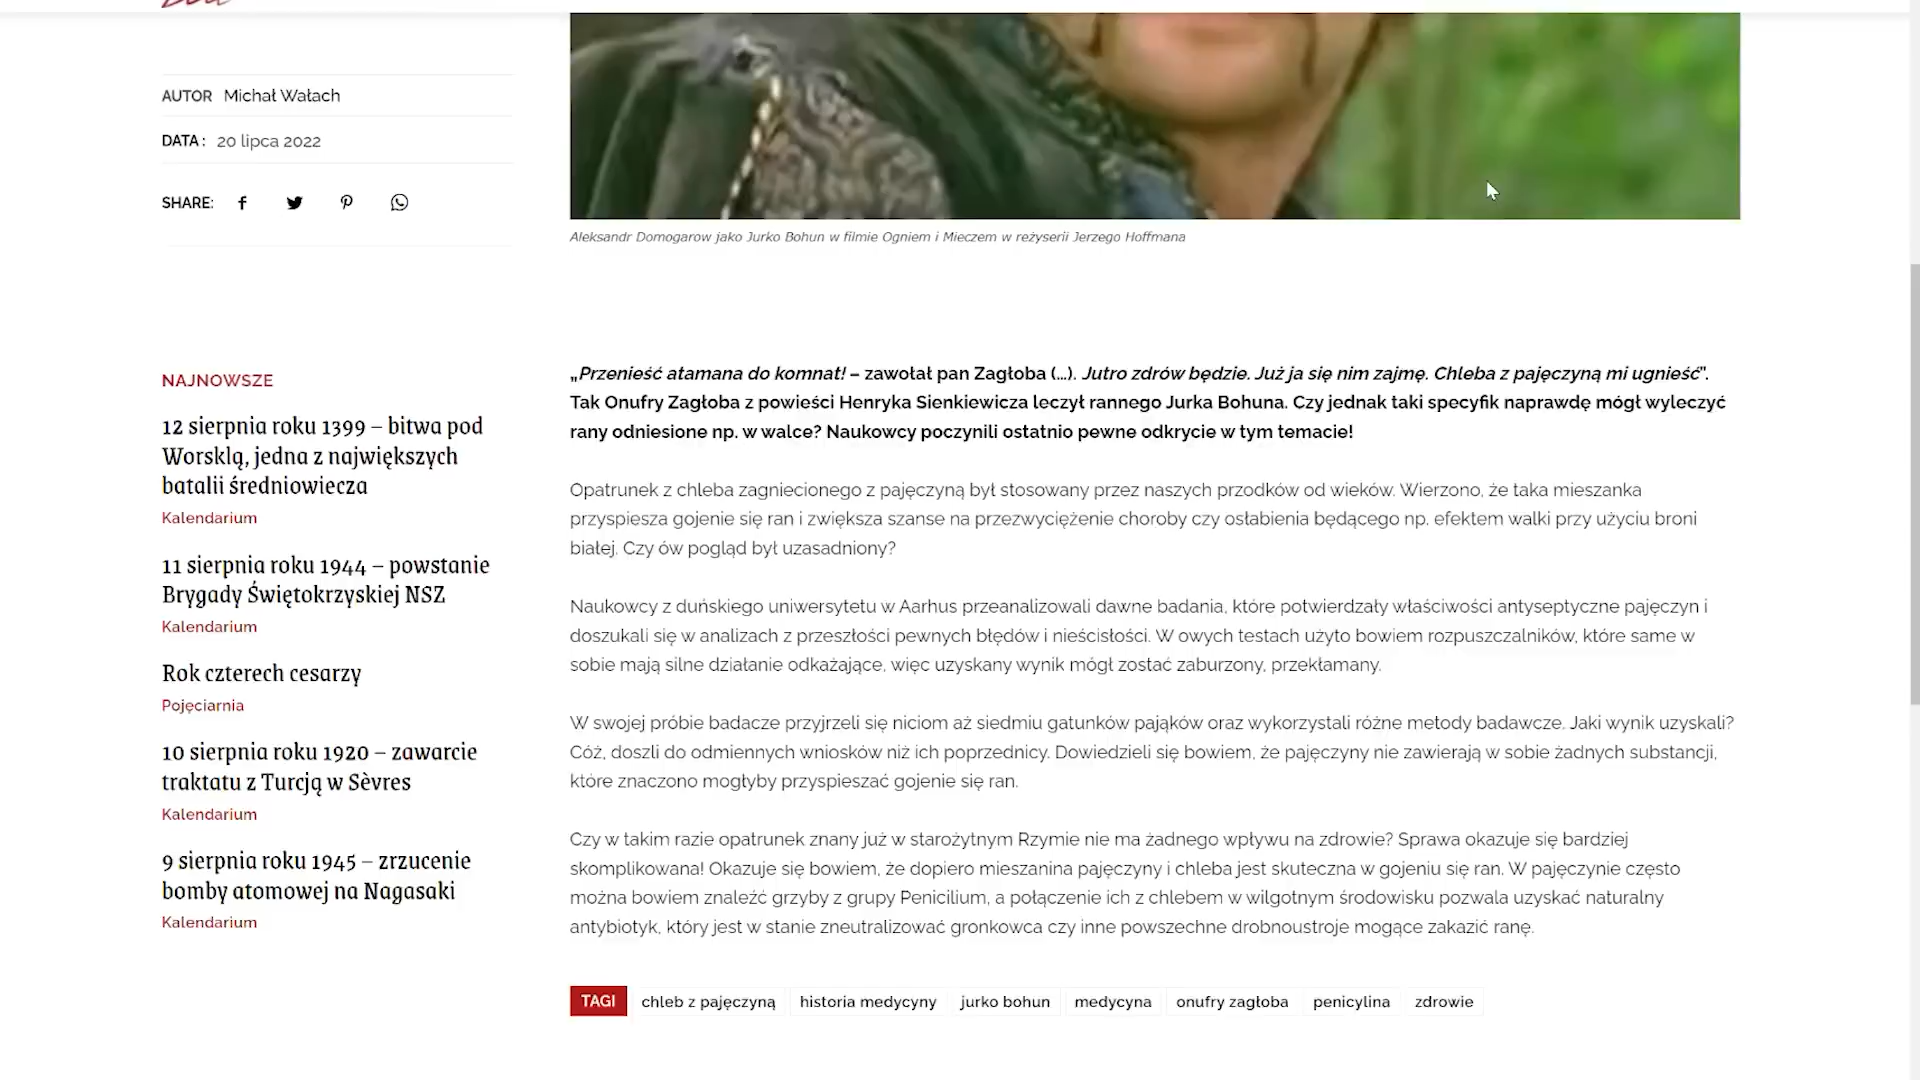 AUTOR Michał Wałach
DATA : 20 lipca 2022
SHARE:
Aleksandr Domogarow jako Jurko Bohun w filmie Ogniem i Mieczem w reżyserii Jerzego Hoffmana
NAJNOWSZE
12 sierpnia roku 1399 – bitwa pod
Worsklą, jedna z największych
batalii średniowiecza
Kalendarium
11 sierpnia roku 1944 – powstanie
Brygady Świętokrzyskiej NSZ
Kalendarium
Rok czterech cesarzy
Pojęciarnia
10 sierpnia roku 1920 – zawarcie
traktatu z Turcją w Sèvres
Kalendarium
9 sierpnia roku 1945 – zrzucenie
bomby atomowej na Nagasaki
Kalendarium
„Przenieść atamana do komnat! – zawołał pan Zagłoba (…). Jutro zdrów będzie. Już ja się nim zajmę. Chleba z pajęczyną mi ugnieść”.
Tak Onufry Zagłoba z powieści Henryka Sienkiewicza leczył rannego Jurka Bohuna. Czy jednak taki specyfik naprawdę mógł wyleczyć
rany odniesione np. w walce? Naukowcy poczynili ostatnio pewne odkrycie w tym temacie!
Opatrunek z chleba zagniecionego z pajęczyną był stosowany przez naszych przodków od wieków. Wierzono, że taka mieszanka
przyspiesza gojenie się ran i zwiększa szanse na przezwyciężenie choroby czy osłabienia będącego np. efektem walki przy użyciu broni
białej. Czy ów pogląd był uzasadniony?
Naukowcy z duńskiego uniwersytetu w Aarhus przeanalizowali dawne badania, które potwierdzały właściwości antyseptyczne pajęczyn i
doszukali się w analizach z przeszłości pewnych błędów i nieścisłości. W owych testach użyto bowiem rozpuszczalników, które same w
sobie mają silne działanie odkażające, więc uzyskany wynik mógł zostać zaburzony, przekłamany.
W swojej próbie badacze przyjrzeli się niciom aż siedmiu gatunków pająków oraz wykorzystali różne metody badawcze. Jaki wynik uzyskali?
Cóż, doszli do odmiennych wniosków niż ich poprzednicy. Dowiedzieli się bowiem, że pajęczyny nie zawierają w sobie żadnych substancji,
które znaczono mogłyby przyspieszać gojenie się ran.
Czy w takim razie opatrunek znany już w starożytnym Rzymie nie ma żadnego wpływu na zdrowie? Sprawa okazuje się bardziej
skomplikowana! Okazuje się bowiem, że dopiero mieszanina pajęczyny i chleba jest skuteczna w gojeniu się ran. W pajęczynie często
można bowiem znaleźć grzyby z grupy Penicilium, a połączenie ich z chlebem w wilgotnym środowisku pozwala uzyskać naturalny
antybiotyk, który jest w stanie zneutralizować gronkowca czy inne powszechne drobnoustroje mogące zakazić ranę.
TAGI chleb z pajęczyną historia medycyny jurko bohun medycyna onufry zagłoba penicylina zdrowie